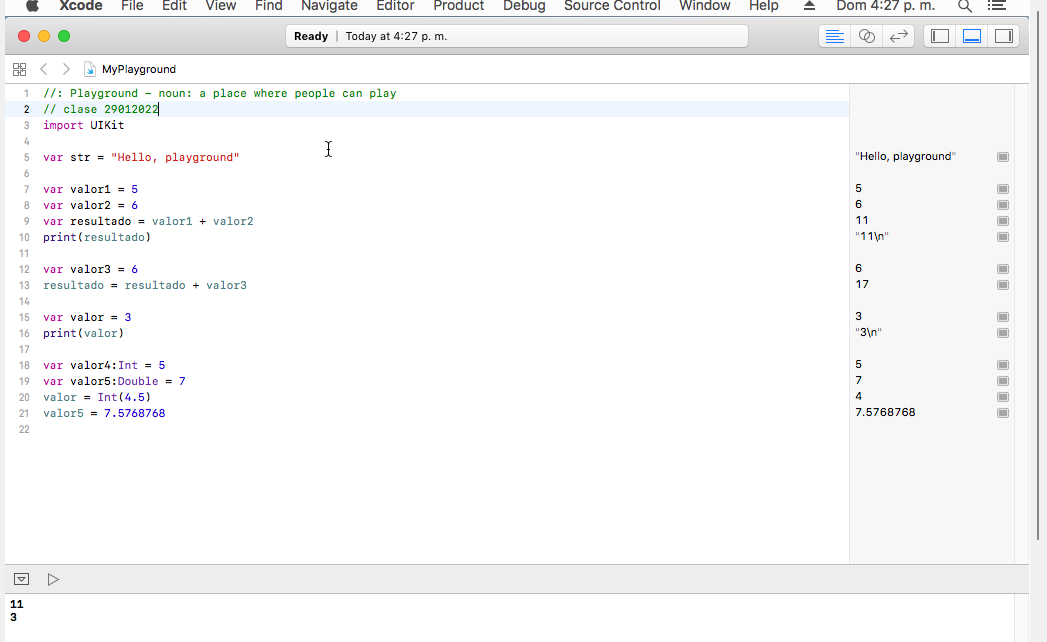 Xcode File Edit View Find Navigate Editor Product Debug Source Control Window Help Dom 4:27 p. m.
Ready | Today at 4:27 p. m.
MyPlayground
1 //: Playground - noun: a place where people can play
2 // clase 29012022
3 import UIKit
4
5 var str = "Hello, playground" "Hello, playground"
6
7 var valor1 = 5 5
8 var valor2 = 6 6
9 var resultado = valor1 + valor2 11
10 print(resultado) "11\n"
11
12 var valor3 = 6 6
13 resultado = resultado + valor3 17
14
15 var valor = 3 3
16 print(valor) "3\n"
17
18 var valor4:Int = 5 5
19 var valor5:Double = 7 7
20 valor = Int(4.5) 4
21 valor5 = 7.5768768 7.5768768
22
11
3